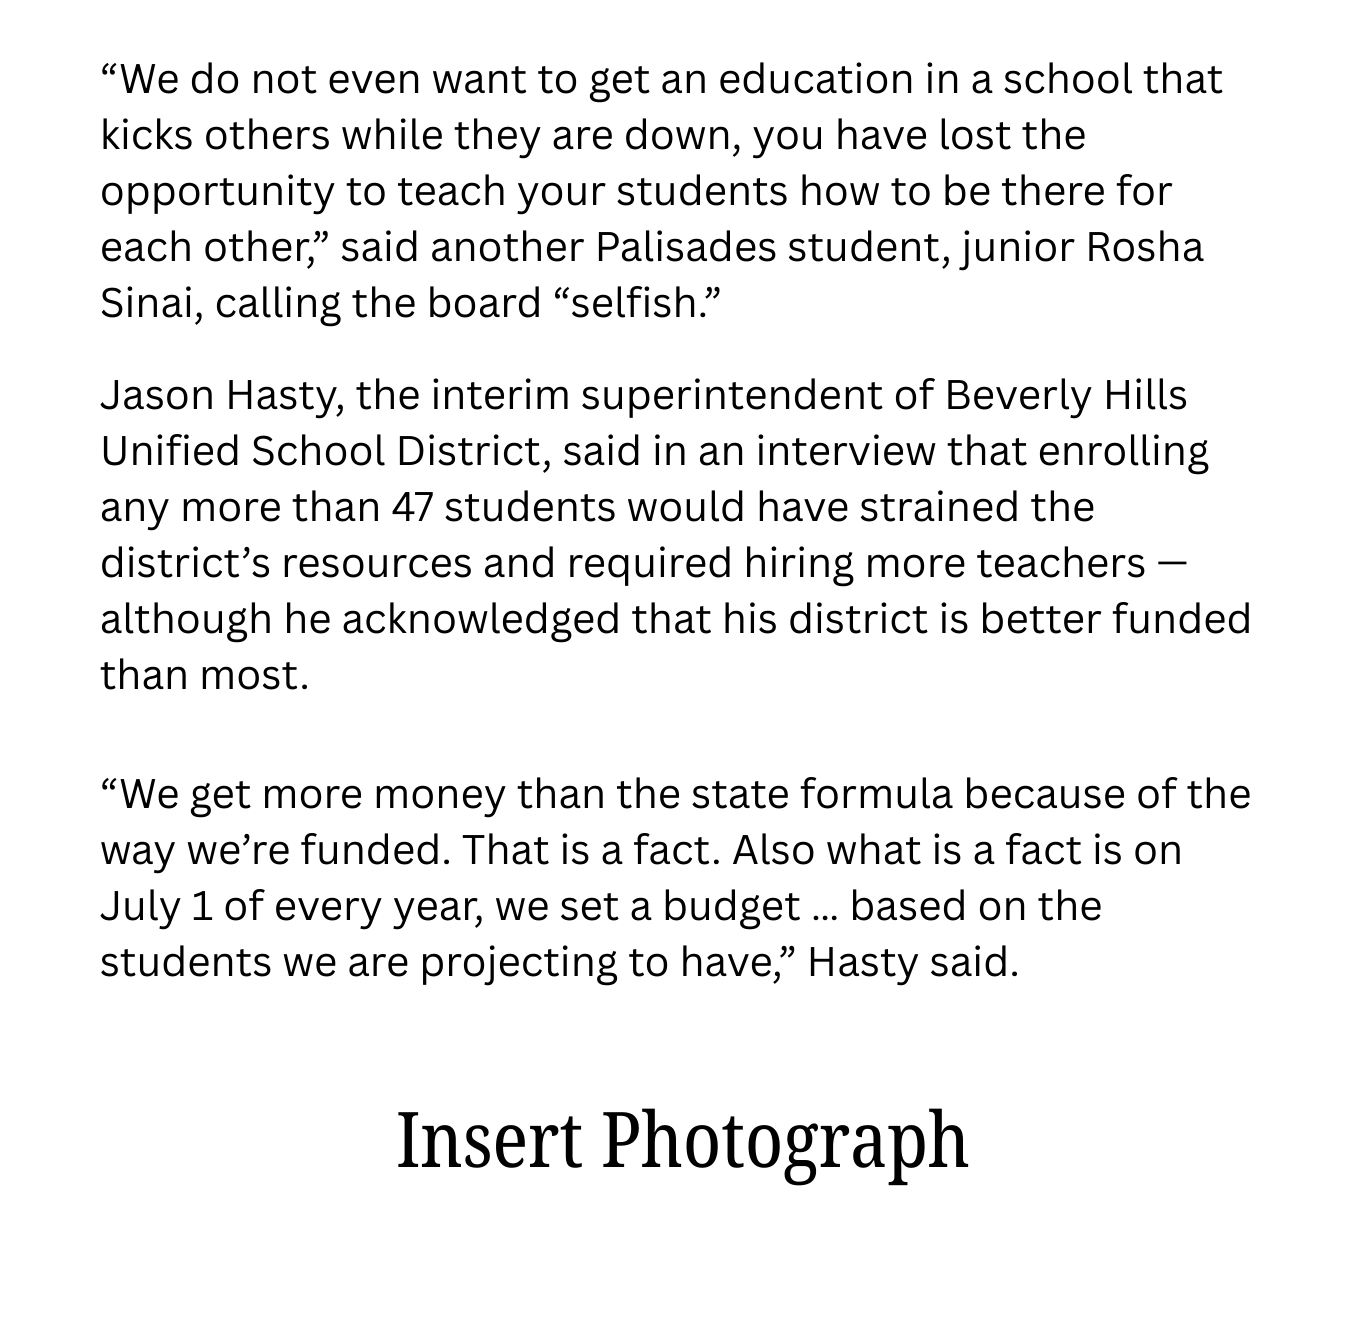 “We do not even want to get an education in a school that
kicks others while they are down, you have lost the
opportunity to teach your students how to be there for
each other,” said another Palisades student, junior Rosha
Sinai, calling the board “selfish.”
Jason Hasty, the interim superintendent of Beverly Hills
Unified School District, said in an interview that enrolling
any more than 47 students would have strained the
district’s resources and required hiring more teachers —
although he acknowledged that his district is better funded
than most.
“We get more money than the state formula because of the
way we’re funded. That is a fact. Also what is a fact is on
July 1 of every year, we set a budget … based on the
students we are projecting to have,” Hasty said.
Insert Photograph